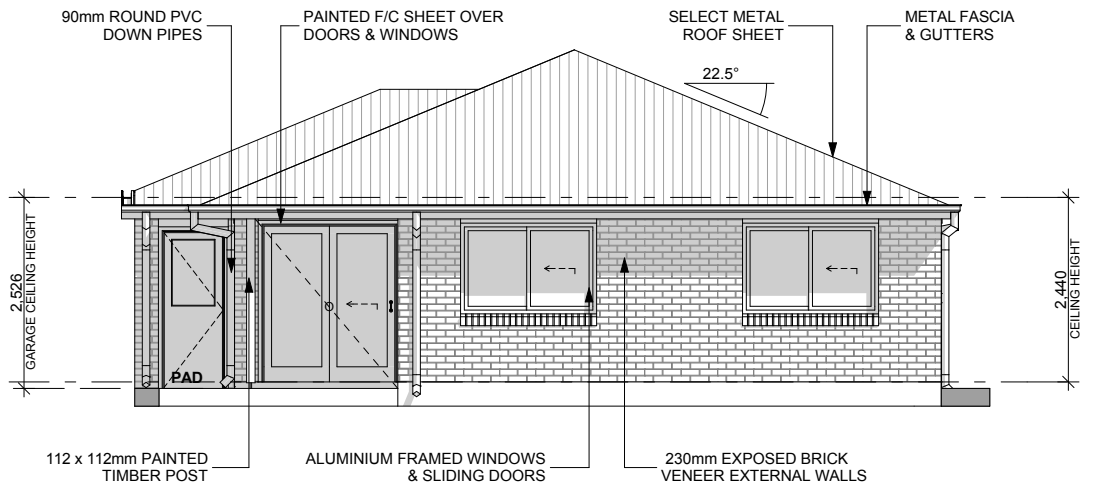 90mm ROUND PVC
DOWN PIPES
PAINTED F/C SHEET OVER
DOORS & WINDOWS
SELECT METAL
ROOF SHEET
METAL FASCIA
& GUTTERS
22.5°
2,526
GARAGE CEILING HEIGHT
2,440
CEILING HEIGHT
PAD
112 x 112mm PAINTED
TIMBER POST
ALUMINIUM FRAMED WINDOWS
& SLIDING DOORS
230mm EXPOSED BRICK
VENEER EXTERNAL WALLS